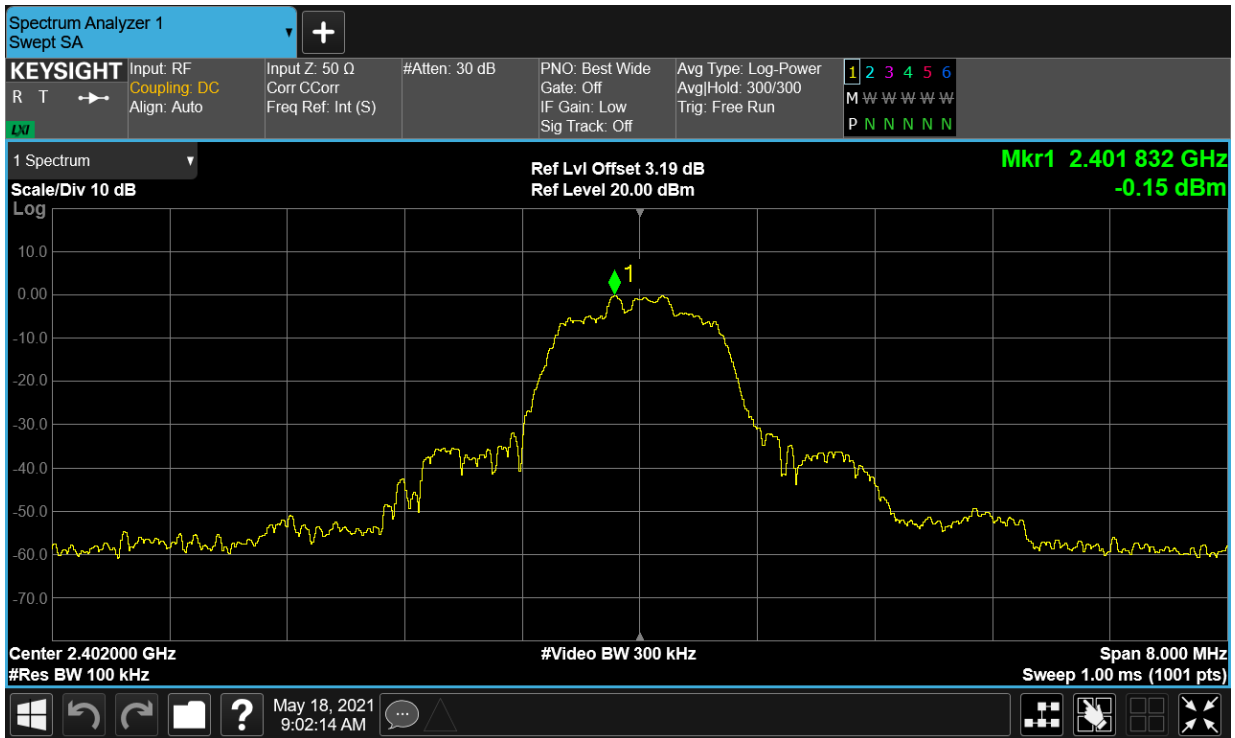 Spectrum Analyzer 1
Swept SA
KEYSIGHT
R T
LXI
Input: RF
Coupling: DC
Align: Auto
Input Z: 50 Ω
Corr CCorr
Freq Ref: Int (S)
#Atten: 30 dB
PNO: Best Wide
Gate: Off
IF Gain: Low
Sig Track: Off
Avg Type: Log-Power
Avg|Hold: 300/300
Trig: Free Run
1 2 3 4 5 6
M W W W W W
P N N N N N
1 Spectrum
Scale/Div 10 dB
Log
Ref Lvl Offset 3.19 dB
Ref Level 20.00 dBm
Mkr1 2.401 832 GHz
-0.15 dBm
10.0
0.00
-10.0
-20.0
-30.0
-40.0
-50.0
-60.0
-70.0
1
Center 2.402000 GHz
#Res BW 100 kHz
#Video BW 300 kHz
Span 8.000 MHz
Sweep 1.00 ms (1001 pts)
?
May 18, 2021
9:02:14 AM